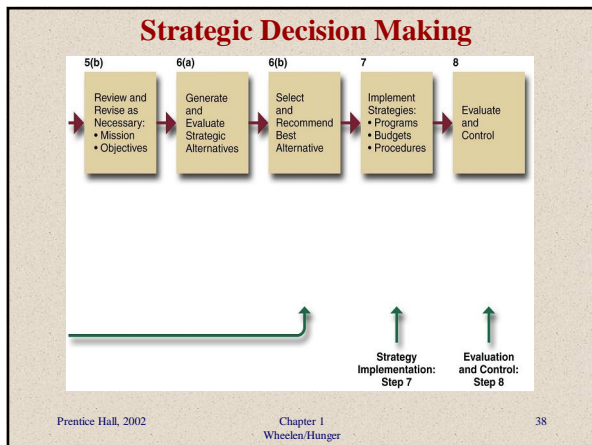 Strategic Decision Making
5(b)
6(a)
6(b)
7
8
Review and
Revise as
Necessary:
• Mission
• Objectives
Generate
and
Evaluate
Strategic
Alternatives
Select
and
Recommend
Best
Alternative
Implement
Strategies:
• Programs
• Budgets
• Procedures
Evaluate
and
Control
Strategy
Implementation:
Step 7
Evaluation
and Control:
Step 8
Prentice Hall, 2002
Chapter 1
Wheelen/Hunger
38